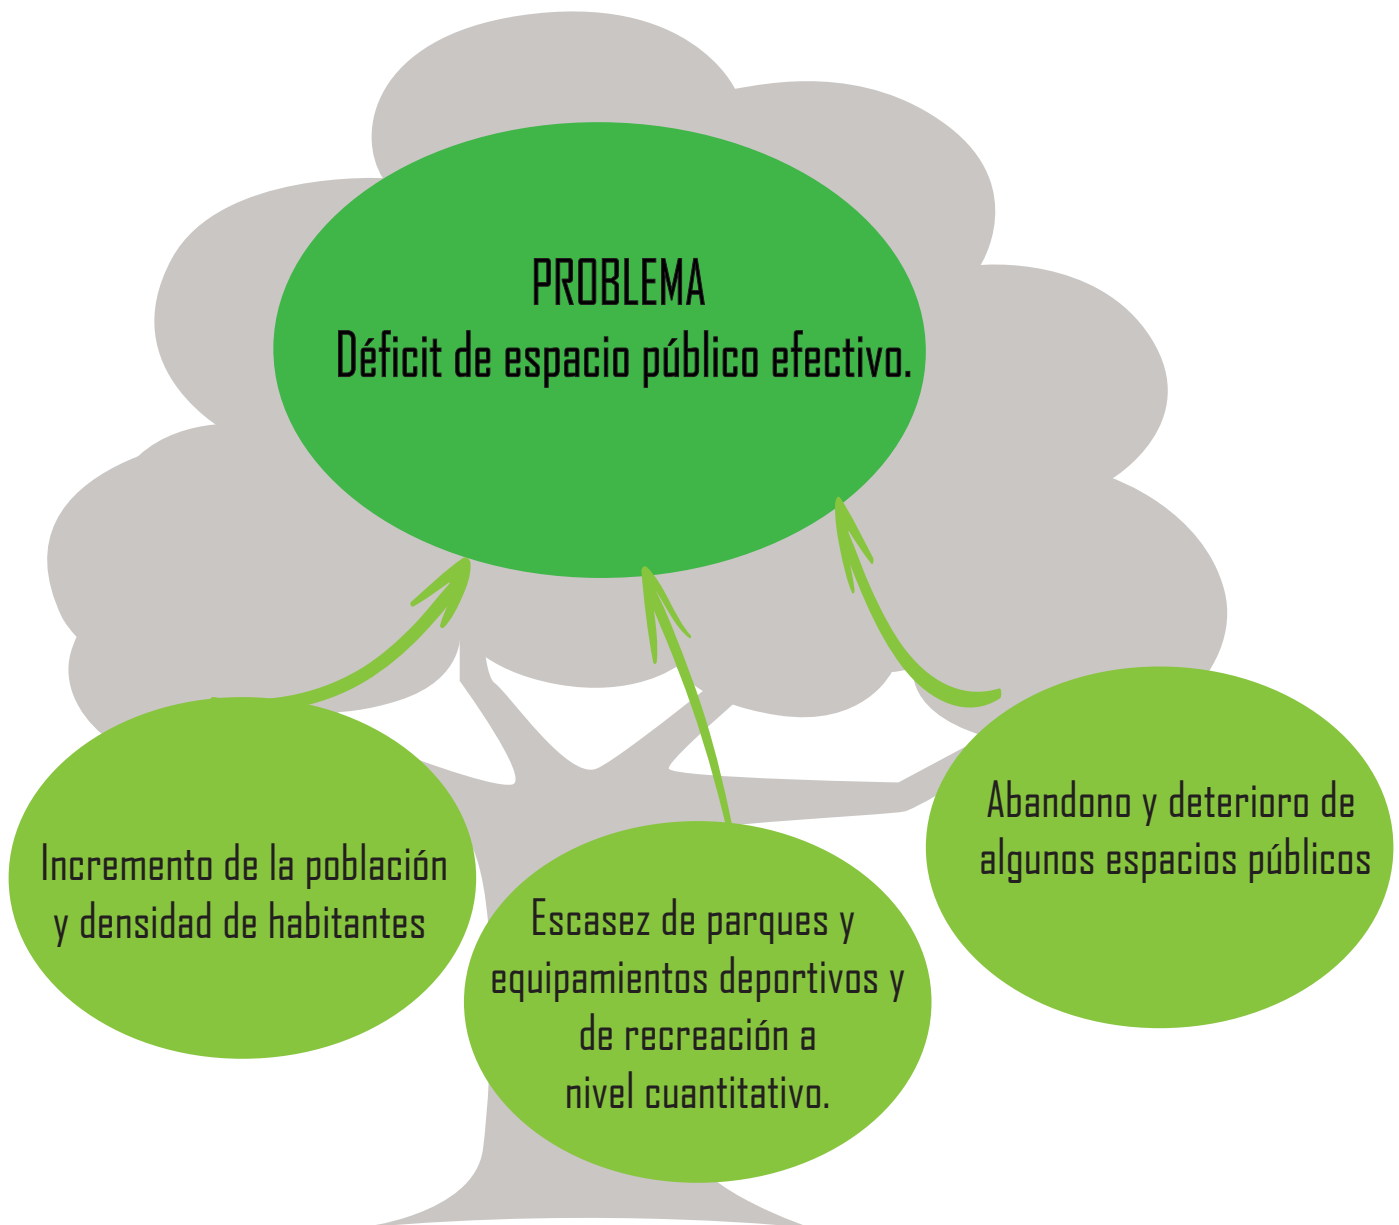 PROBLEMA
Déficit de espacio público efectivo.
Incremento de la población
y densidad de habitantes
Escasez de parques y
equipamientos deportivos y
de recreación a
nivel cuantitativo.
Abandono y deterioro de
algunos espacios públicos